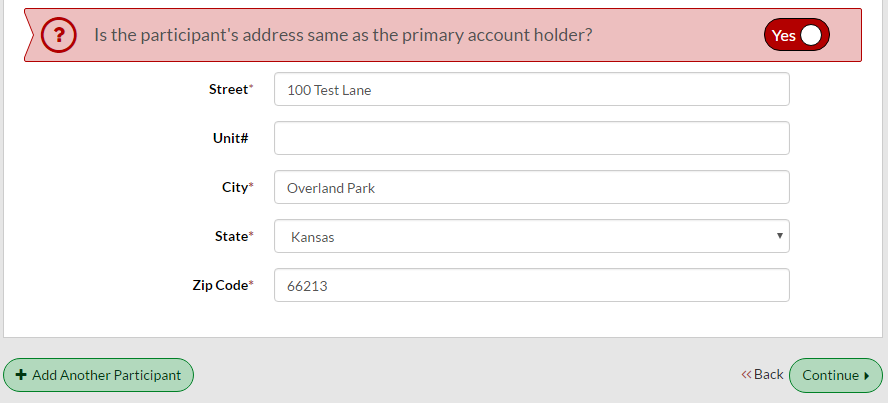 ? Is the participant's address same as the primary account holder? Yes
Street* 100 Test Lane
Unit#
City* Overland Park
State* Kansas
Zip Code* 66213
+ Add Another Participant «Back Continue